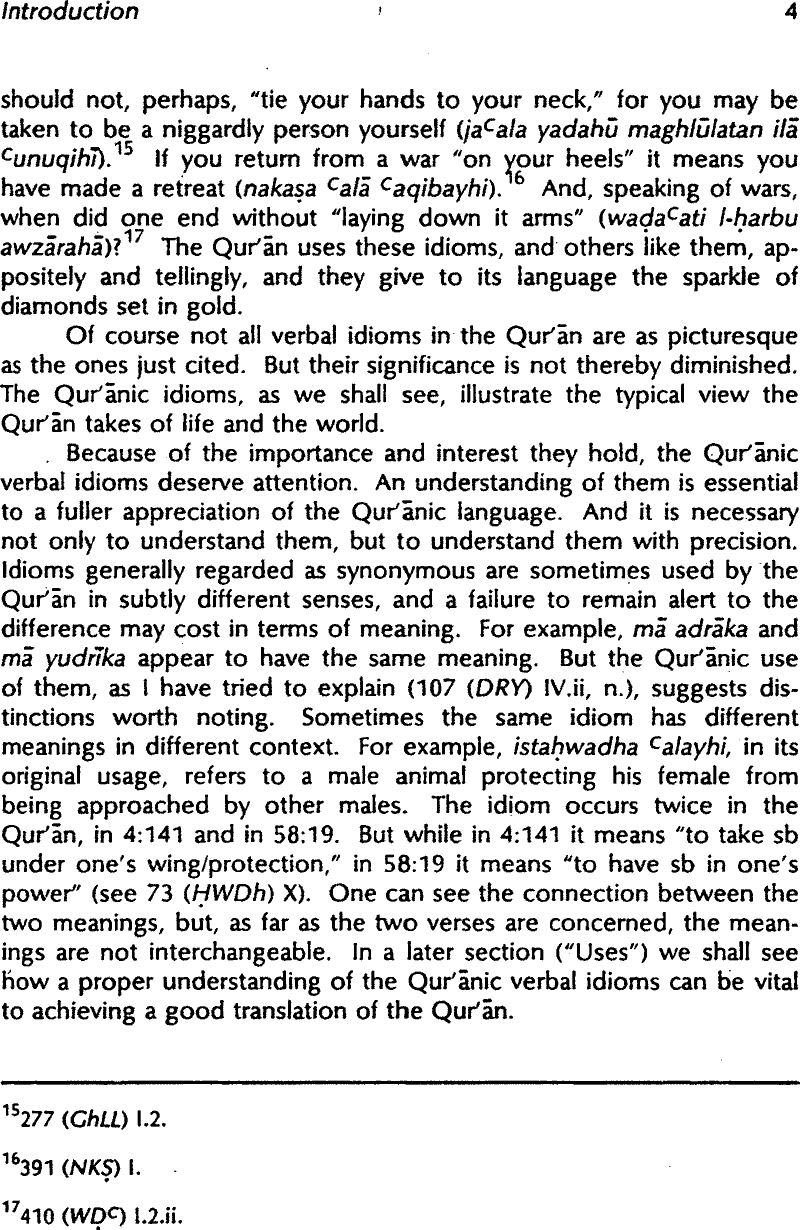 Introduction 4
should not, perhaps, "tie your hands to your neck," for you may be
taken to be a niggardly person yourself (jaᶜala yadahū maghlūlatan ilā
ᶜunuqihī).¹⁵ If you return from a war "on your heels" it means you
have made a retreat (nakaṣa ᶜalā ᶜaqibayhi).¹⁶ And, speaking of wars,
when did one end without "laying down it arms" (waḍaᶜati l-ḥarbu
awzārahā)?¹⁷ The Qur'ān uses these idioms, and others like them, ap-
positely and tellingly, and they give to its language the sparkle of
diamonds set in gold.
Of course not all verbal idioms in the Qur'ān are as picturesque
as the ones just cited. But their significance is not thereby diminished.
The Qur'ānic idioms, as we shall see, illustrate the typical view the
Qur'ān takes of life and the world.
Because of the importance and interest they hold, the Qur'ānic
verbal idioms deserve attention. An understanding of them is essential
to a fuller appreciation of the Qur'ānic language. And it is necessary
not only to understand them, but to understand them with precision.
Idioms generally regarded as synonymous are sometimes used by the
Qur'ān in subtly different senses, and a failure to remain alert to the
difference may cost in terms of meaning. For example, mā adrāka and
mā yudrīka appear to have the same meaning. But the Qur'ānic use
of them, as I have tried to explain (107 (DRY) IV.ii, n.), suggests dis-
tinctions worth noting. Sometimes the same idiom has different
meanings in different context. For example, istaḥwadha ᶜalayhi, in its
original usage, refers to a male animal protecting his female from
being approached by other males. The idiom occurs twice in the
Qur'ān, in 4:141 and in 58:19. But while in 4:141 it means "to take sb
under one's wing/protection," in 58:19 it means "to have sb in one's
power" (see 73 (ḤWDh) X). One can see the connection between the
two meanings, but, as far as the two verses are concerned, the mean-
ings are not interchangeable. In a later section ("Uses") we shall see
how a proper understanding of the Qur'ānic verbal idioms can be vital
to achieving a good translation of the Qur'ān.
¹⁵277 (GhLL) I.2.
¹⁶391 (NKṢ) I.
¹⁷410 (WḌᶜ) I.2.ii.